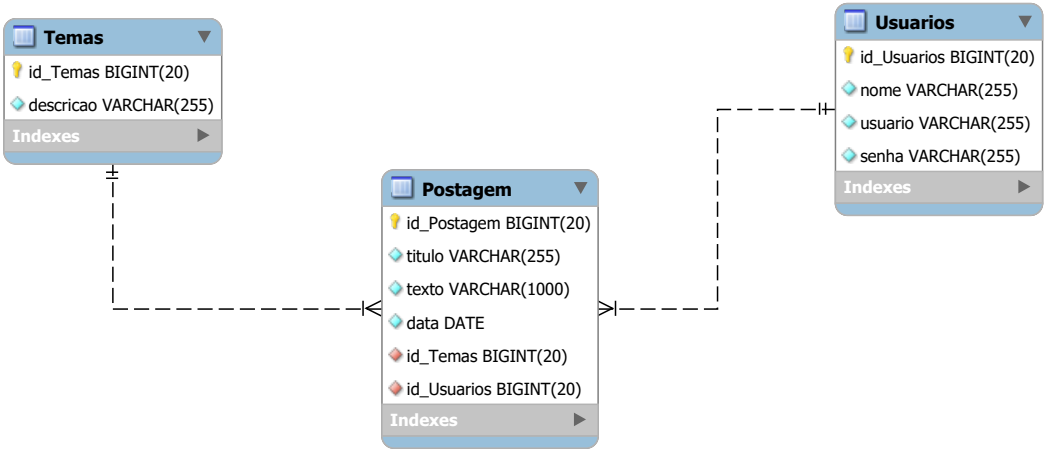 Temas
id_Temas BIGINT(20)
descricao VARCHAR(255)
Indexes
Postagem
id_Postagem BIGINT(20)
titulo VARCHAR(255)
texto VARCHAR(1000)
data DATE
id_Temas BIGINT(20)
id_Usuarios BIGINT(20)
Indexes
Usuarios
id_Usuarios BIGINT(20)
nome VARCHAR(255)
usuario VARCHAR(255)
senha VARCHAR(255)
Indexes